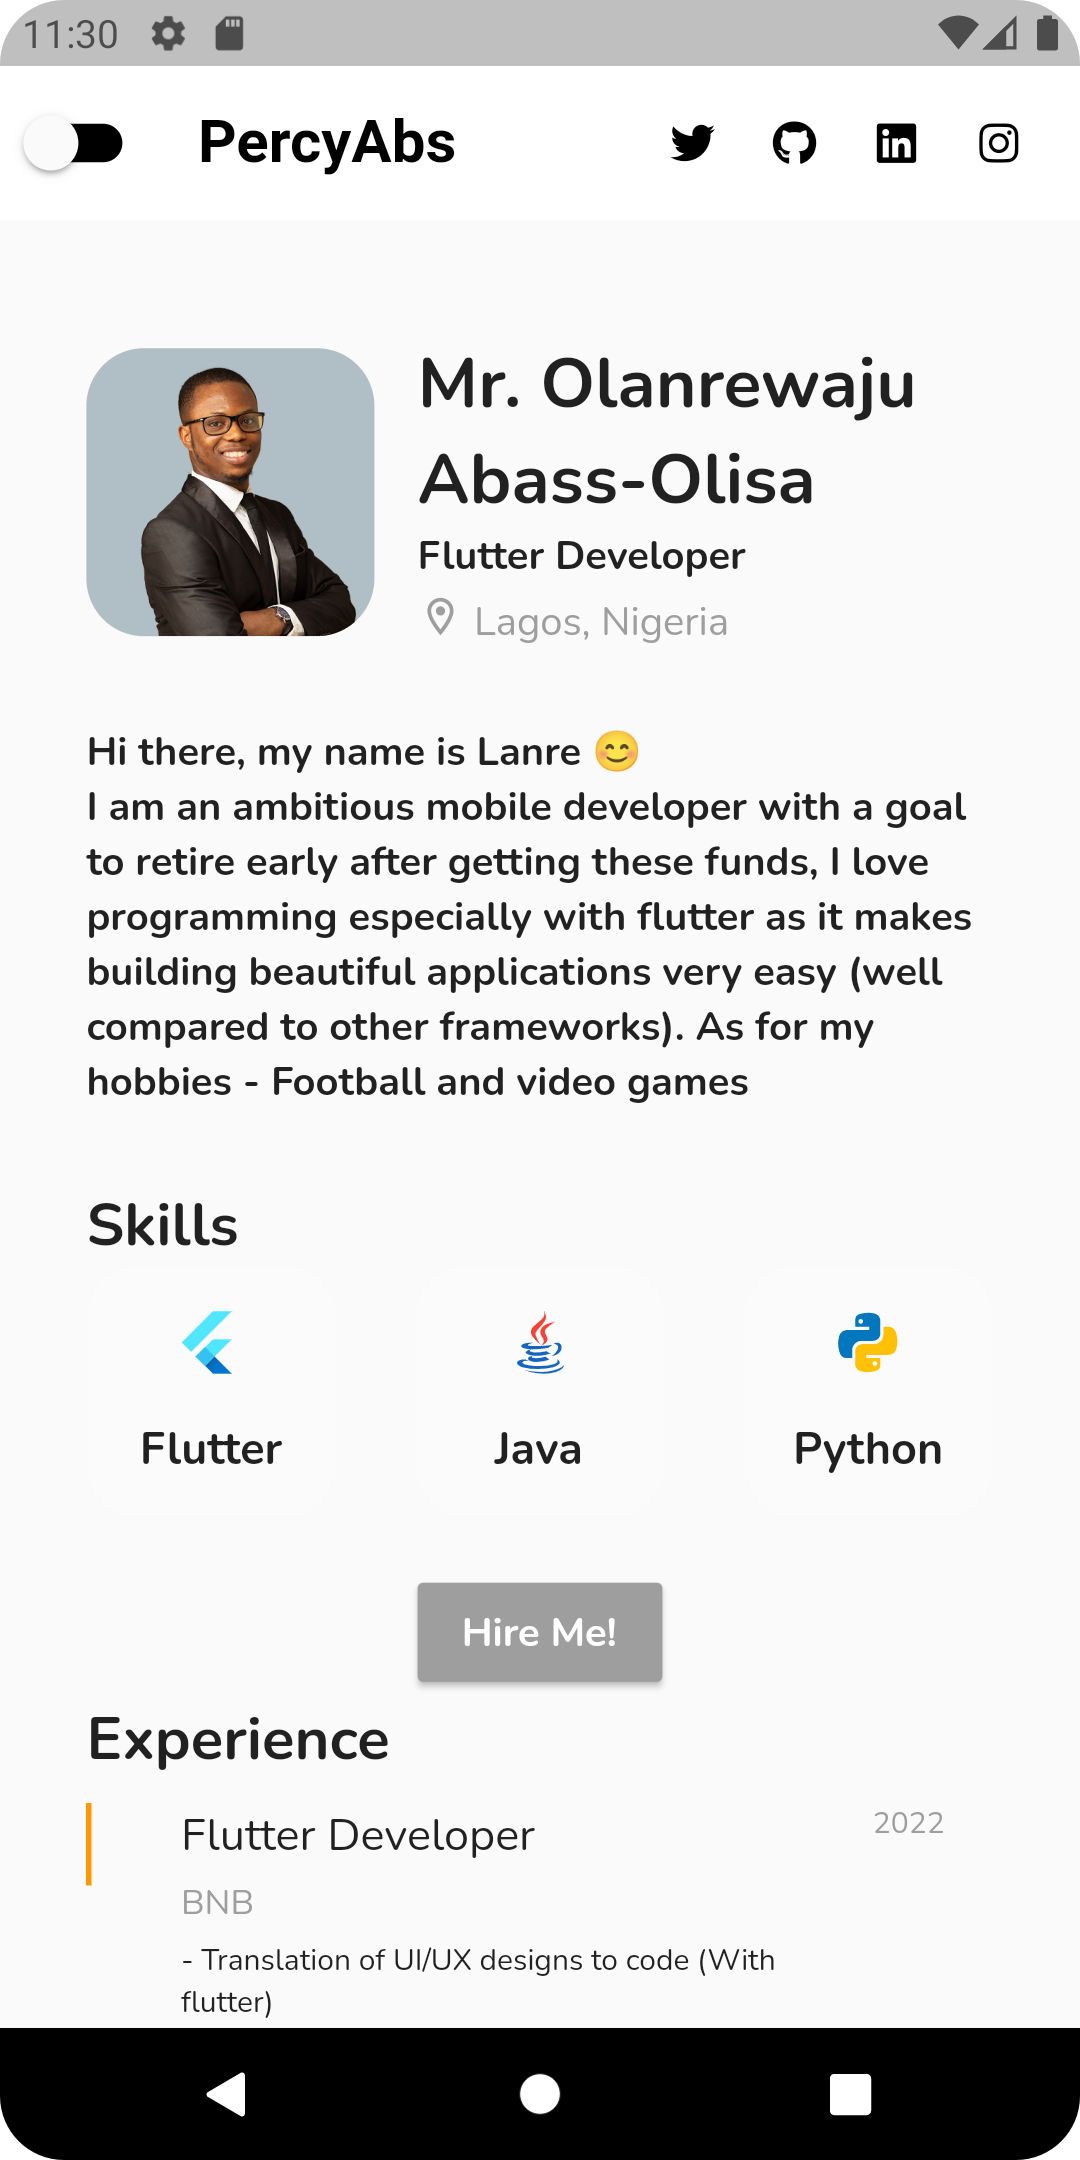 11:30
PercyAbs
Mr. Olanrewaju
Abass-Olisa
Flutter Developer
Lagos, Nigeria
Hi there, my name is Lanre 😊
I am an ambitious mobile developer with a goal
to retire early after getting these funds, I love
programming especially with flutter as it makes
building beautiful applications very easy (well
compared to other frameworks). As for my
hobbies - Football and video games
Skills
Flutter Java Python
Hire Me!
Experience
Flutter Developer 2022
BNB
- Translation of UI/UX designs to code (With
flutter)